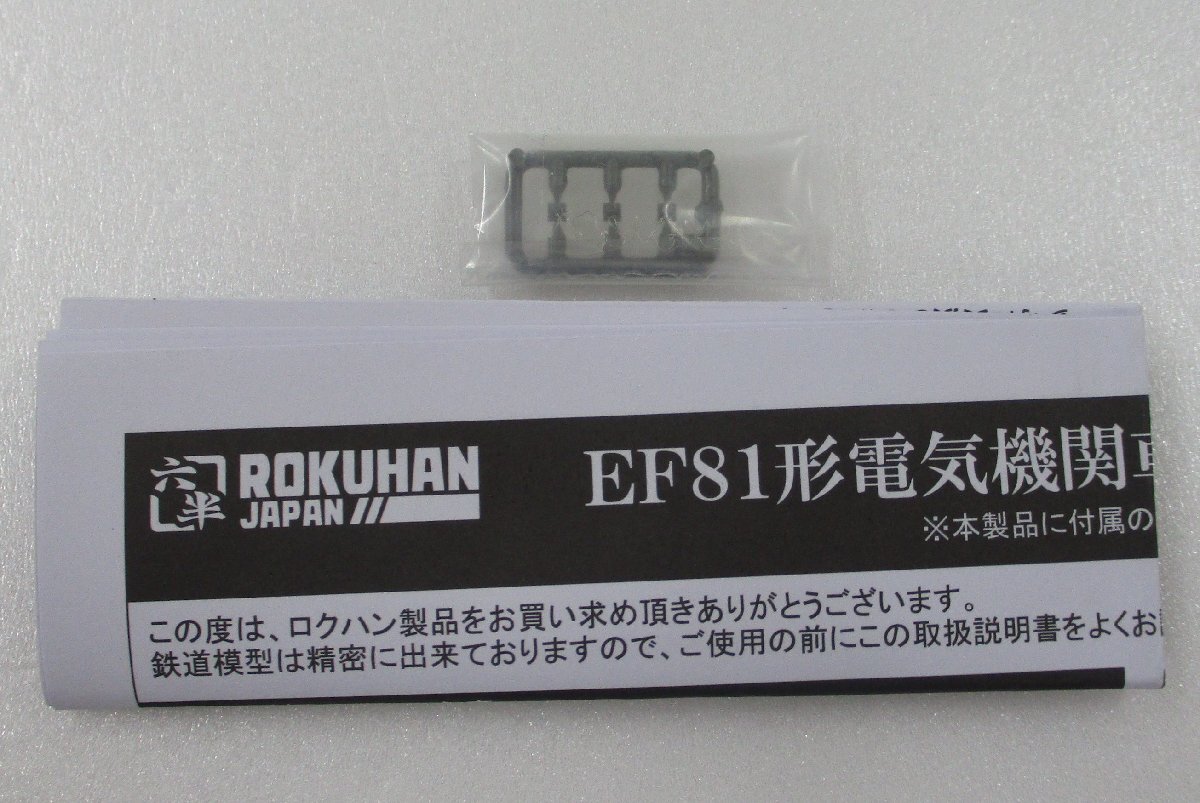 六半
ROKUHAN
JAPAN
EF81形電気機関
※本製品に付属の
この度は、ロクハン製品をお買い求め頂きありがとうございます。
鉄道模型は精密に出来ておりますので、ご使用の前にこの取扱説明書をよくお